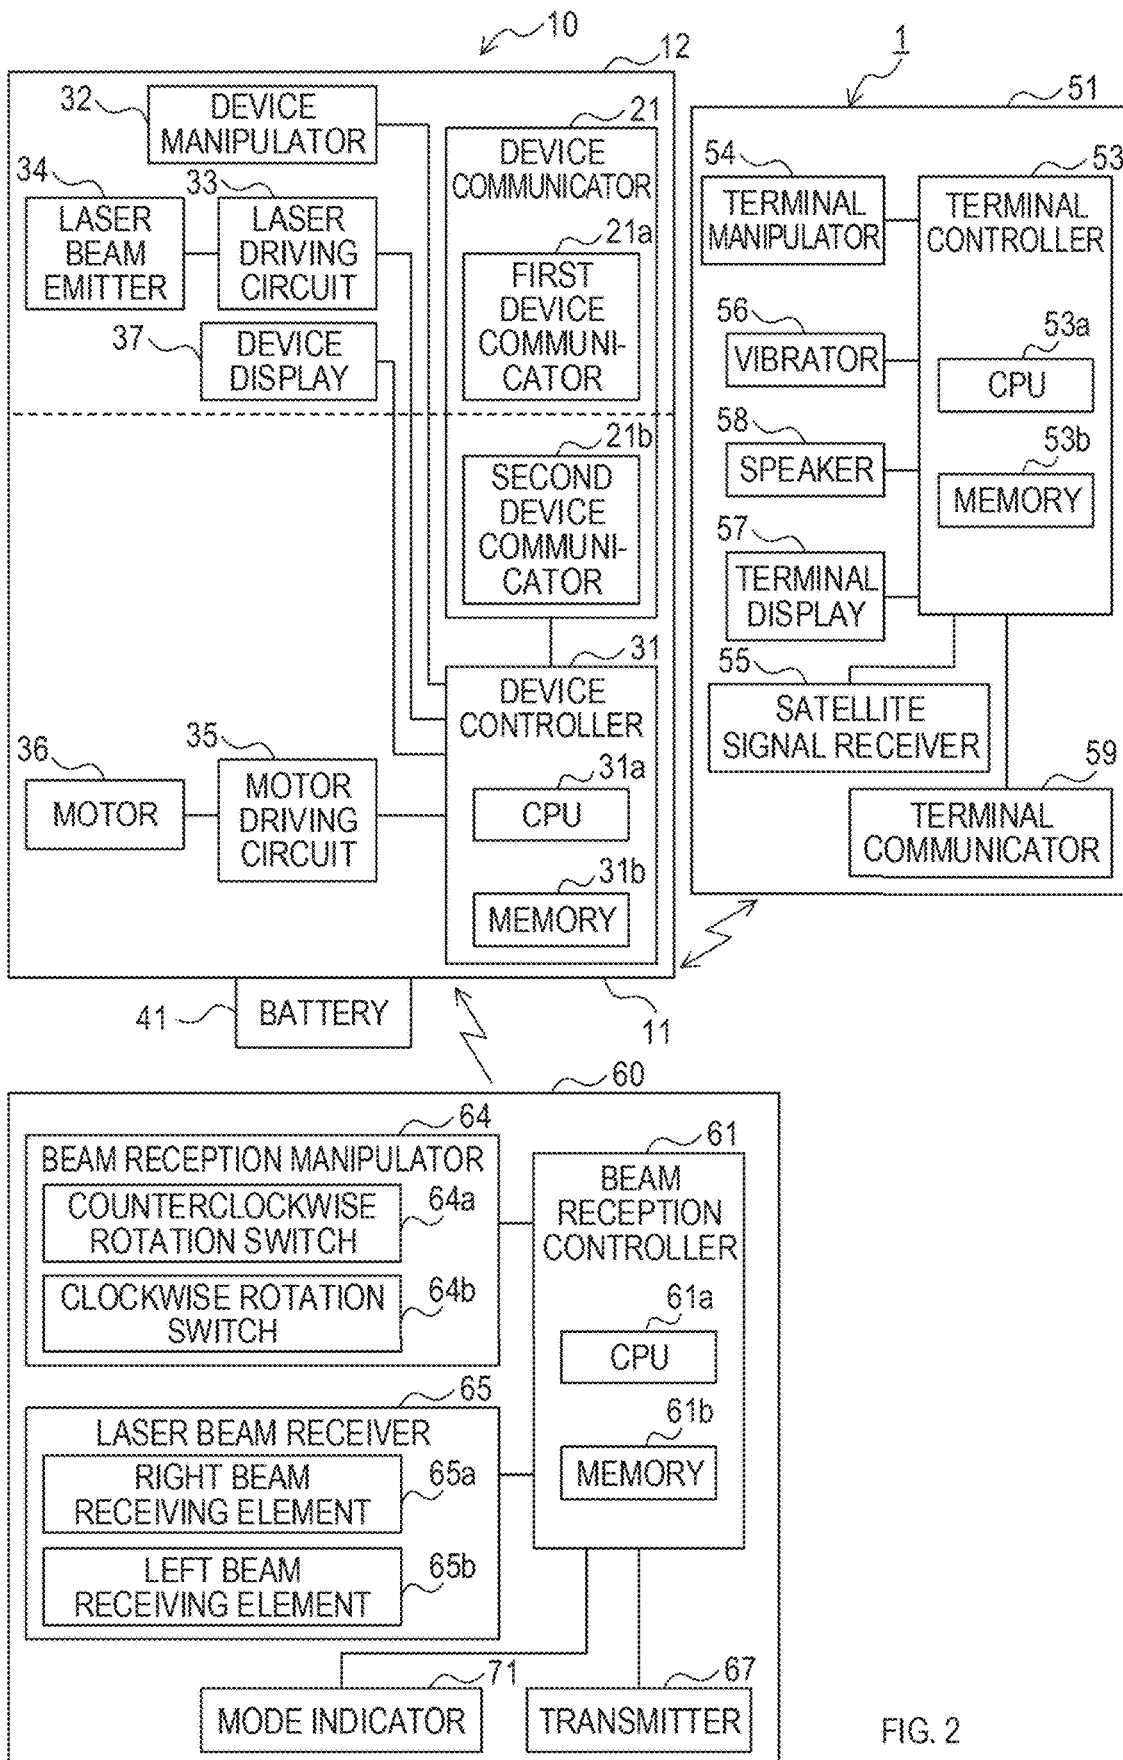 10
12
32
DEVICE
MANIPULATOR
21
DEVICE
COMMUNICATOR
34
LASER
BEAM
EMITTER
33
LASER
DRIVING
CIRCUIT
21a
FIRST
DEVICE
COMMUNI-
CATOR
37
DEVICE
DISPLAY
21b
SECOND
DEVICE
COMMUNI-
CATOR
31
DEVICE
CONTROLLER
36
MOTOR
35
MOTOR
DRIVING
CIRCUIT
31a
CPU
31b
MEMORY
41
BATTERY
11
1
51
54
TERMINAL
MANIPULATOR
53
TERMINAL
CONTROLLER
56
VIBRATOR
53a
CPU
58
SPEAKER
53b
MEMORY
57
TERMINAL
DISPLAY
55
SATELLITE
SIGNAL RECEIVER
59
TERMINAL
COMMUNICATOR
60
64
BEAM RECEPTION MANIPULATOR
COUNTERCLOCKWISE
ROTATION SWITCH
64a
CLOCKWISE ROTATION
SWITCH
64b
61
BEAM
RECEPTION
CONTROLLER
61a
CPU
61b
MEMORY
65
LASER BEAM RECEIVER
RIGHT BEAM
RECEIVING ELEMENT
65a
LEFT BEAM
RECEIVING ELEMENT
65b
71
MODE INDICATOR
67
TRANSMITTER
FIG. 2